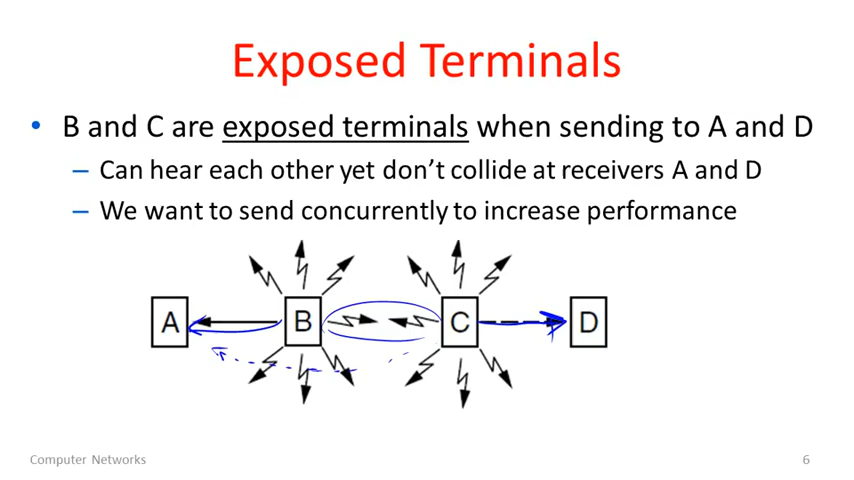 Exposed Terminals
• B and C are exposed terminals when sending to A and D
– Can hear each other yet don’t collide at receivers A and D
– We want to send concurrently to increase performance
A B C D
Computer Networks 6